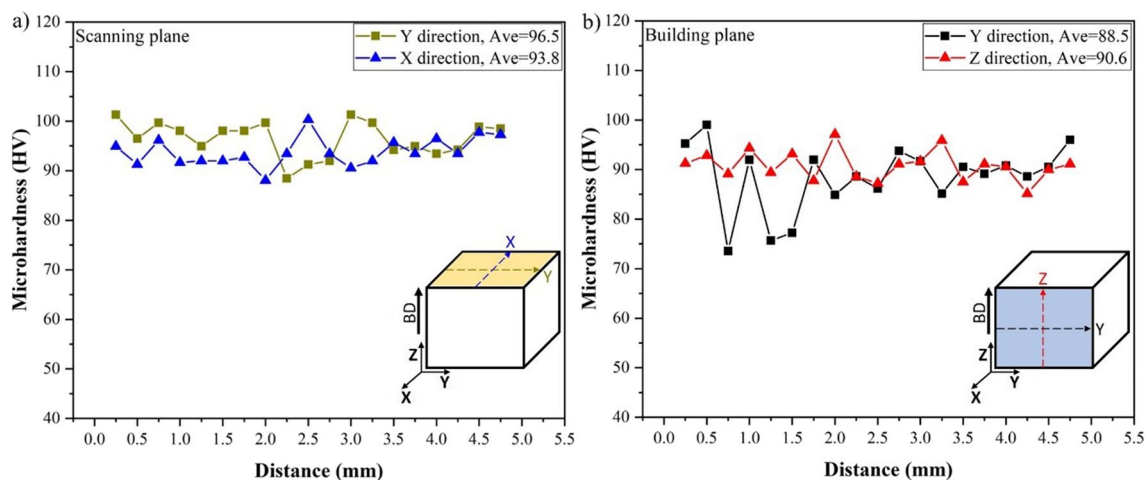 a)
Scanning plane
Y direction, Ave=96.5
X direction, Ave=93.8
120
110
100
90
80
70
60
50
40
Microhardness (HV)
X
Y
BD
Z
Y
X
0.0 0.5 1.0 1.5 2.0 2.5 3.0 3.5 4.0 4.5 5.0 5.5
Distance (mm)
b)
Building plane
Y direction, Ave=88.5
Z direction, Ave=90.6
120
110
100
90
80
70
60
50
40
Microhardness (HV)
Z
Y
BD
Z
Y
X
0.0 0.5 1.0 1.5 2.0 2.5 3.0 3.5 4.0 4.5 5.0 5.5
Distance (mm)